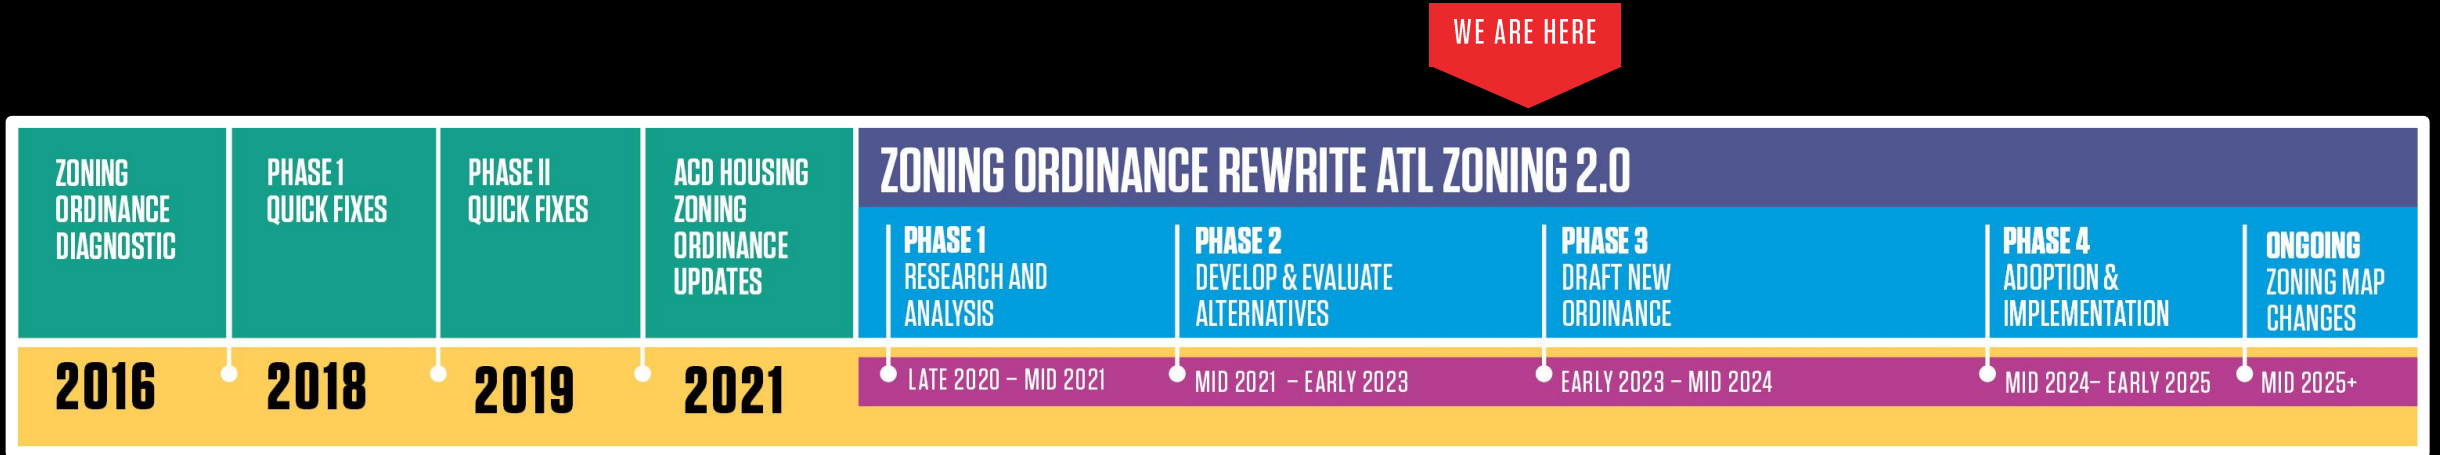 WE ARE HERE
ZONING
ORDINANCE
DIAGNOSTIC
2016
PHASE 1
QUICK FIXES
2018
PHASE II
QUICK FIXES
2019
ACD HOUSING
ZONING
ORDINANCE
UPDATES
2021
ZONING ORDINANCE REWRITE ATL ZONING 2.0
PHASE 1
RESEARCH AND
ANALYSIS
LATE 2020 – MID 2021
PHASE 2
DEVELOP & EVALUATE
ALTERNATIVES
MID 2021 – EARLY 2023
PHASE 3
DRAFT NEW
ORDINANCE
EARLY 2023 – MID 2024
PHASE 4
ADOPTION &
IMPLEMENTATION
MID 2024– EARLY 2025
ONGOING
ZONING MAP
CHANGES
MID 2025+